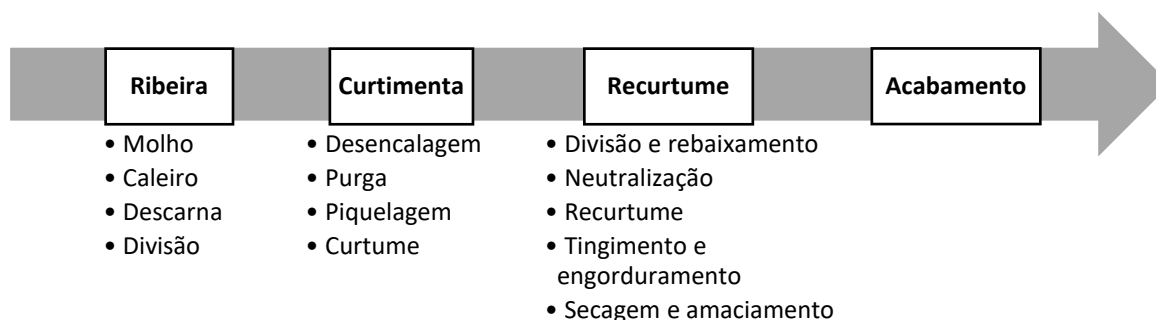 Ribeira
• Molho
• Caleiro
• Descarna
• Divisão
Curtimenta
• Desencalagem
• Purga
• Piquelagem
• Curtume
Recurtume
• Divisão e rebaixamento
• Neutralização
• Recurtume
• Tingimento e
engorduramento
• Secagem e amaciamento
Acabamento